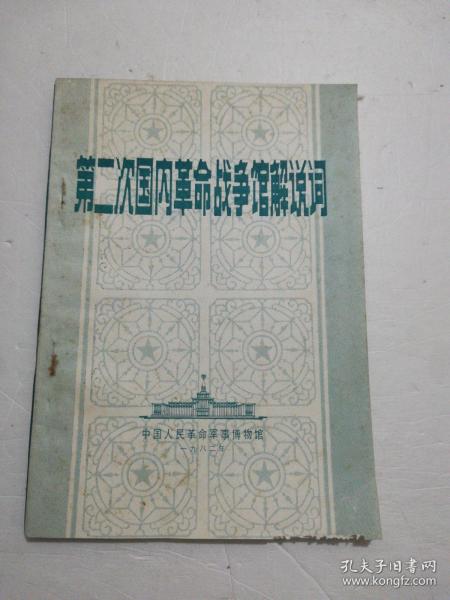 第二次国内革命战争馆解说词
中国人民革命军事博物馆
一九八二年
孔夫子旧书网
www.kongfz.com